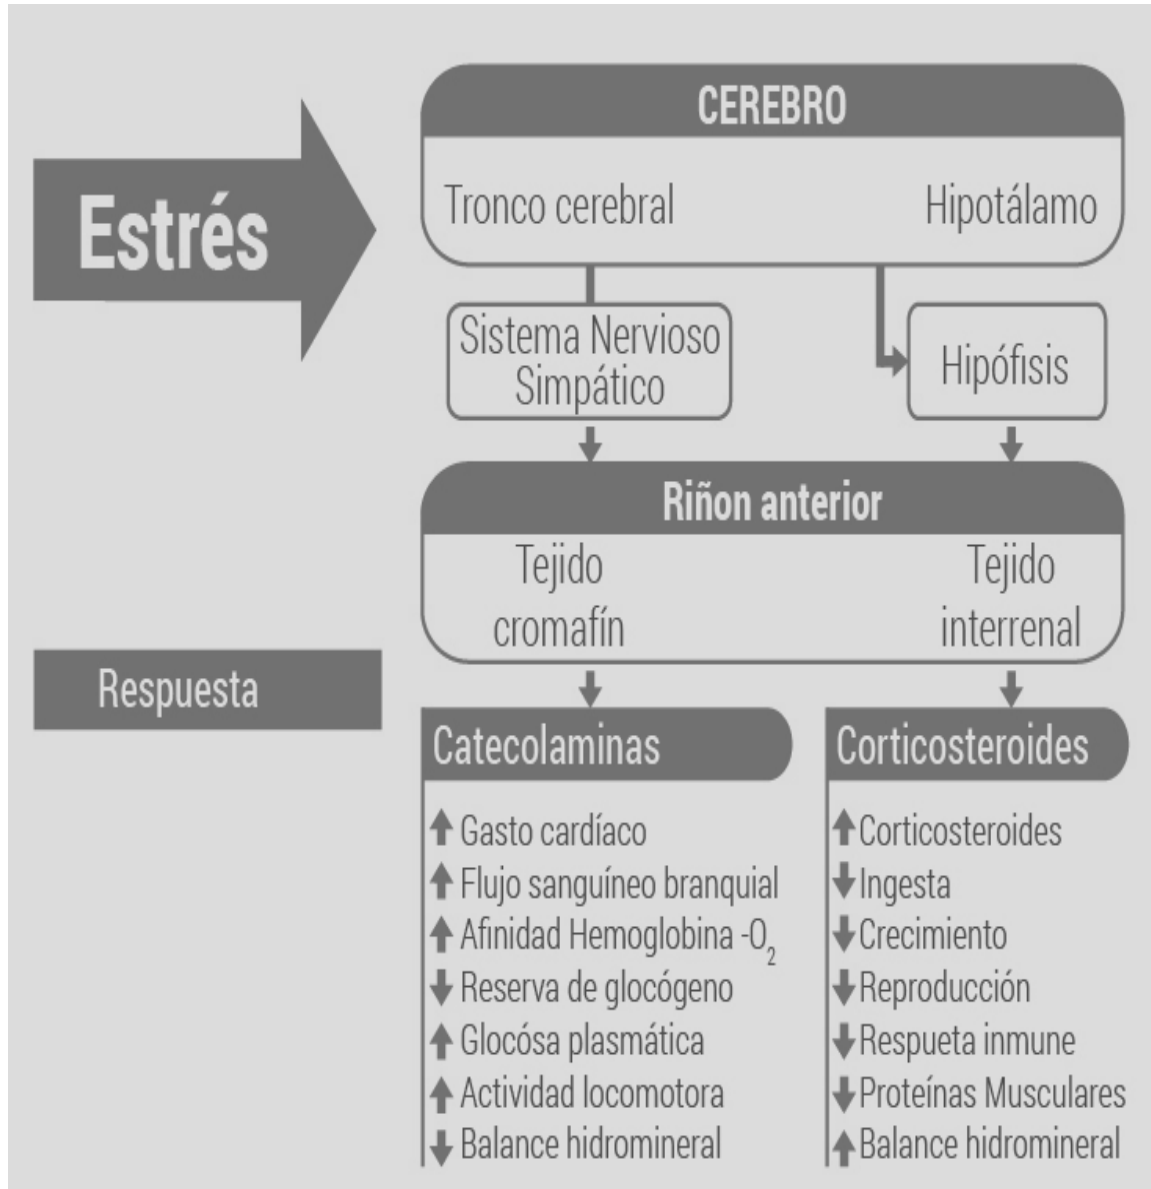 Estrés
CEREBRO
Tronco cerebral
Hipotálamo
Sistema Nervioso
Simpático
Hipófisis
Riñon anterior
Tejido
cromafín
Tejido
interrenal
Respuesta
Catecolaminas
Gasto cardíaco
Flujo sanguíneo branquial
Afinidad Hemoglobina -O₂
Reserva de glocógeno
Glocósa plasmática
Actividad locomotora
Balance hidromineral
Corticosteroides
Corticosteroides
Ingesta
Crecimiento
Reproducción
Respueta inmune
Proteínas Musculares
Balance hidromineral